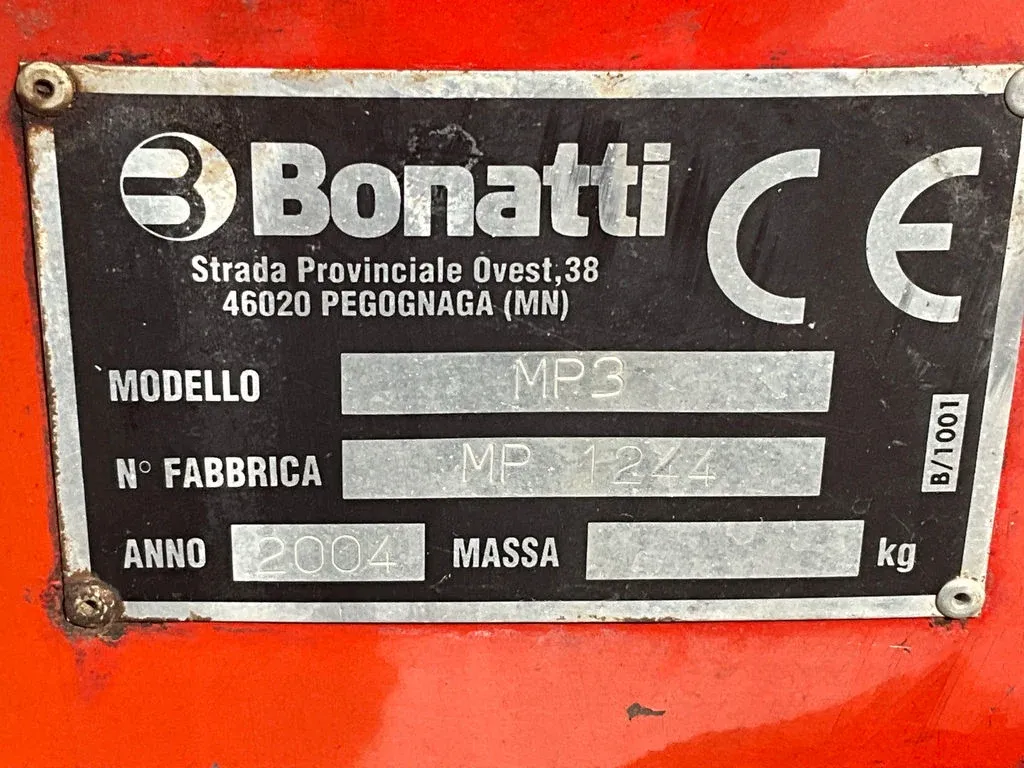 Bonatti
CE
Strada Provinciale Ovest,38
46020 PEGOGNAGA (MN)
MODELLO MP3
N° FABBRICA MP 1244
B/1001
ANNO 2004 MASSA kg